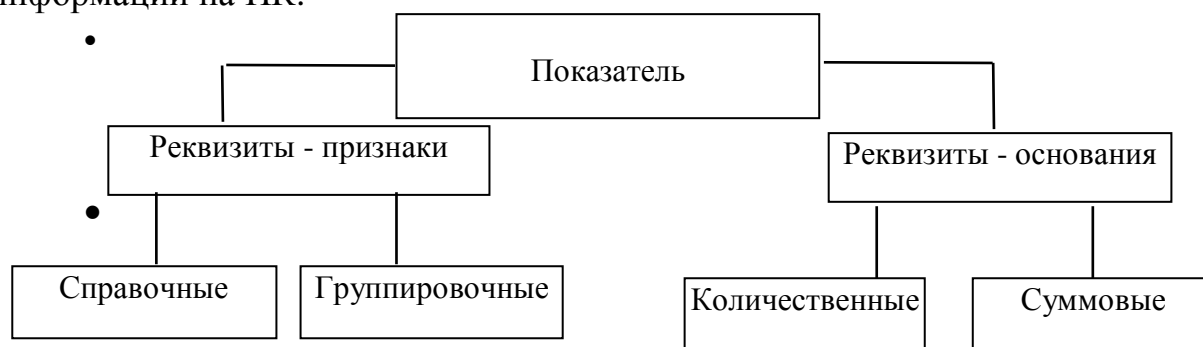 информации на ПК.
Показатель
Реквизиты - признаки
Реквизиты - основания
Справочные
Группировочные
Количественные
Суммовые